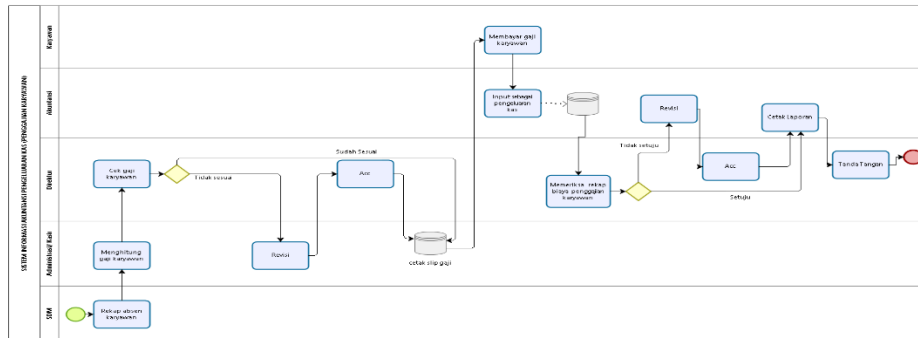 SISTEM INFORMASI AKUNTANSI PENGELUARAN KAS (PENGGAJIAN KARYAWAN)
Karyawan
Membayar gaji
karyawan
Akuntansi
Input sebagai
pengeluaran
kas
Revisi
Cetak Laporan
Tidak setuju
Direktur
Sudah Sesuai
Cek gaji
karyawan
Tidak sesuai
Acc
Memeriksa rekap
biaya penggajian
karyawan
Acc
Setuju
Tanda Tangan
Administrasi/ Kasir
Menghitung
gaji karyawan
Revisi
cetak slip gaji
SDM
Rekap absen
karyawan